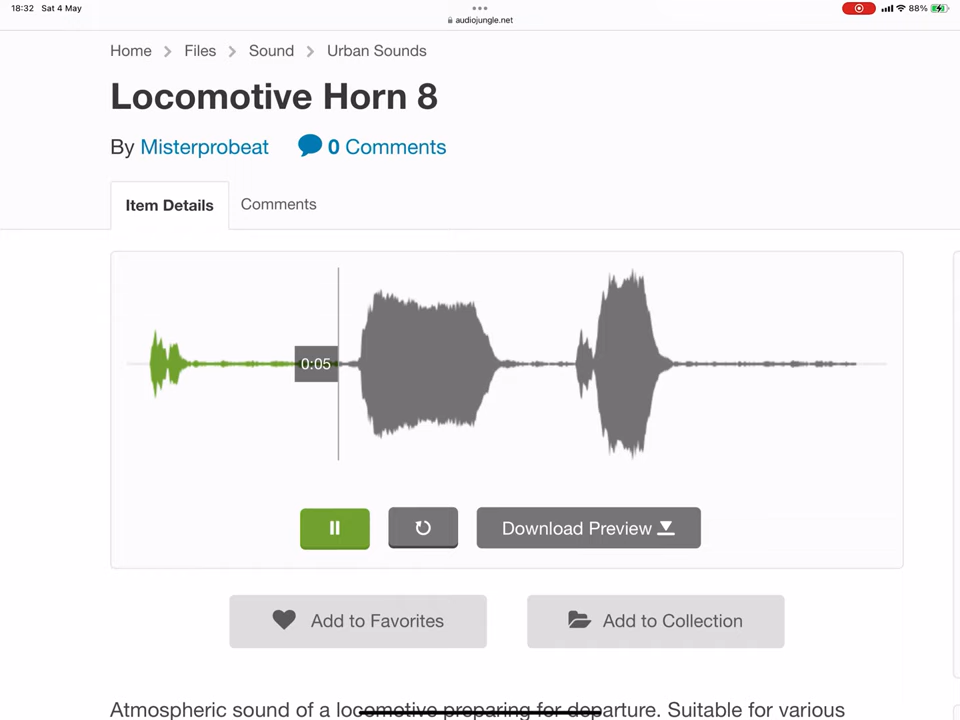 18:32 Sat 4 May
audiojungle.net
88%
Home > Files > Sound > Urban Sounds
Locomotive Horn 8
By Misterprobeat 0 Comments
Item Details Comments
0:05
Download Preview
Add to Favorites Add to Collection
Atmospheric sound of a locomotive preparing for departure. Suitable for various